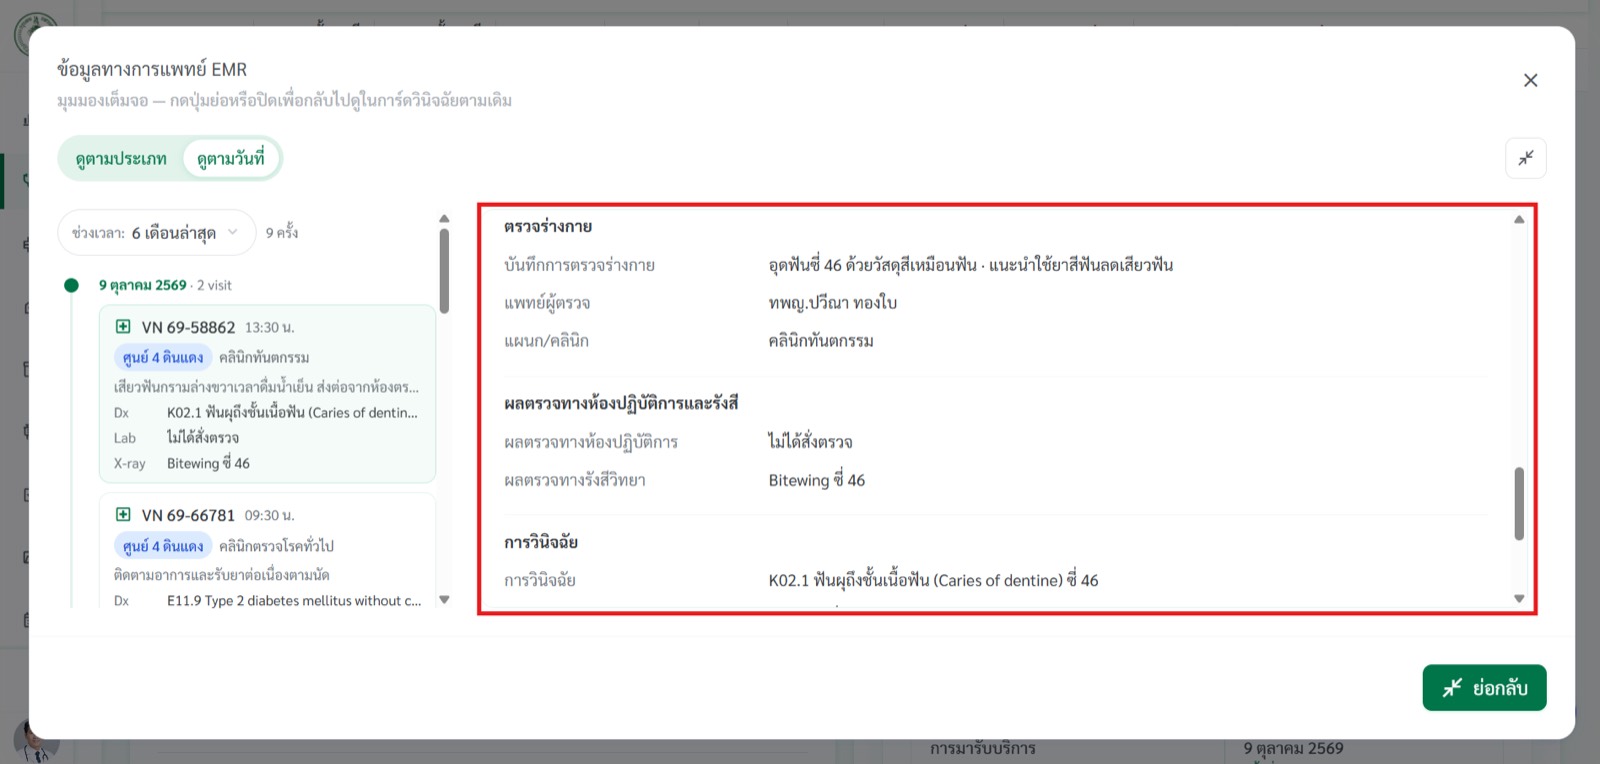 ข้อมูลทางการแพทย์ EMR
มุมมองเต็มจอ — กดปุ่มย่อหรือปิดเพื่อกลับไปดูในการ์ดวินิจฉัยตามเดิม
ดูตามประเภท ดูตามวันที่
ช่วงเวลา: 6 เดือนล่าสุด 9 ครั้ง
9 ตุลาคม 2569 · 2 visit
VN 69-58862 13:30 น.
ศูนย์ 4 ดินแดง คลินิกทันตกรรม
เสียวฟันกรามล่างขวาเวลาดื่มน้ำเย็น ส่งต่อจากห้องตร...
Dx K02.1 ฟันผุถึงชั้นเนื้อฟัน (Caries of dentin...
Lab ไม่ได้สั่งตรวจ
X-ray Bitewing ซี่ 46
VN 69-66781 09:30 น.
ศูนย์ 4 ดินแดง คลินิกตรวจโรคทั่วไป
ติดตามอาการและรับยาต่อเนื่องตามนัด
Dx E11.9 Type 2 diabetes mellitus without c...
ตรวจร่างกาย
บันทึกการตรวจร่างกาย อุดฟันซี่ 46 ด้วยวัสดุสีเหมือนฟัน · แนะนำใช้ยาสีฟันลดเสียวฟัน
แพทย์ผู้ตรวจ ทพญ.ปวีณา ทองใบ
แผนก/คลินิก คลินิกทันตกรรม
ผลตรวจทางห้องปฏิบัติการและรังสี
ผลตรวจทางห้องปฏิบัติการ ไม่ได้สั่งตรวจ
ผลตรวจทางรังสีวิทยา Bitewing ซี่ 46
การวินิจฉัย
การวินิจฉัย K02.1 ฟันผุถึงชั้นเนื้อฟัน (Caries of dentine) ซี่ 46
ย่อกลับ
การมารับบริการ 9 ตุลาคม 2569